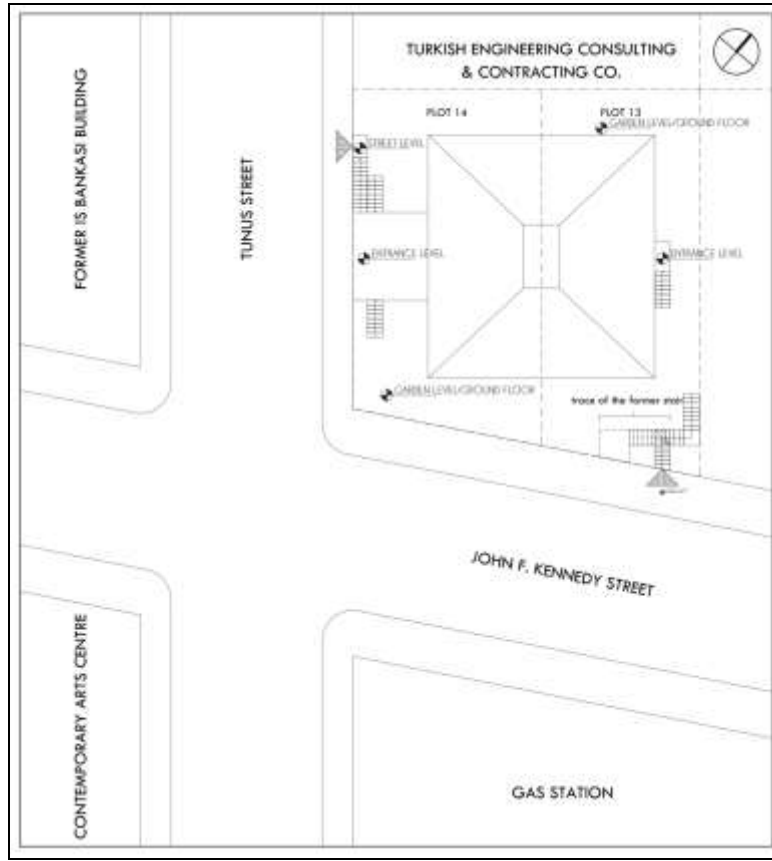 TURKISH ENGINEERING CONSULTING
& CONTRACTING CO.
PLOT 14
PLOT 13
GARDEN LEVEL/GROUND FLOOR
STREET LEVEL
ENTRANCE LEVEL
ENTRANCE LEVEL
GARDEN LEVEL/GROUND FLOOR
trace of the former stair
FORMER IS BANKASI BUILDING
TUNUS STREET
JOHN F. KENNEDY STREET
CONTEMPORARY ARTS CENTRE
GAS STATION